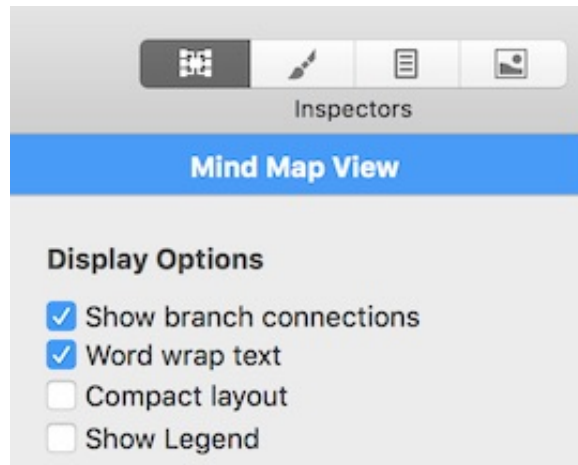 Inspectors
Mind Map View
Display Options
Show branch connections
Word wrap text
Compact layout
Show Legend